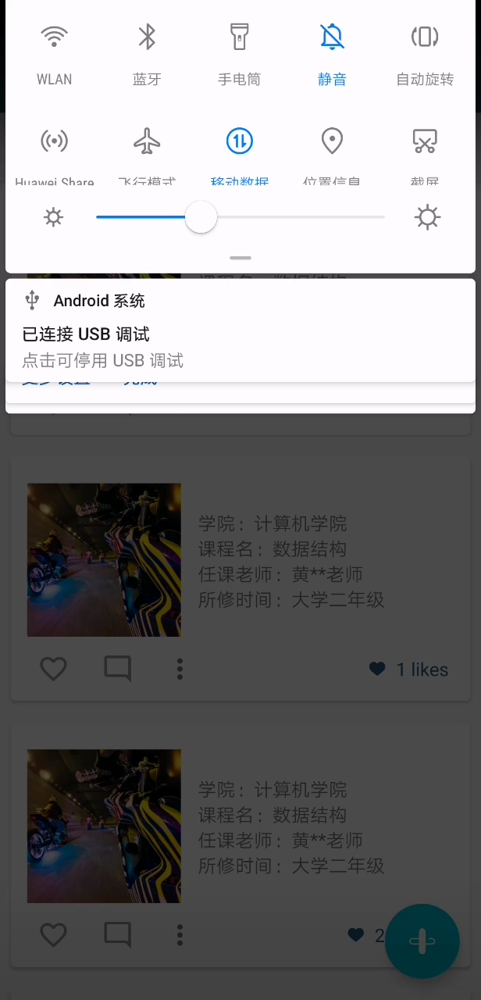 WLAN
蓝牙
手电筒
静音
自动旋转
Huawei Share
飞行模式
移动数据
位置信息
截屏
Android 系统
已连接 USB 调试
点击可停用 USB 调试
学院：计算机学院
课程名：数据结构
任课老师：黄**老师
所修时间：大学二年级
1 likes
学院：计算机学院
课程名：数据结构
任课老师：黄**老师
所修时间：大学二年级
2